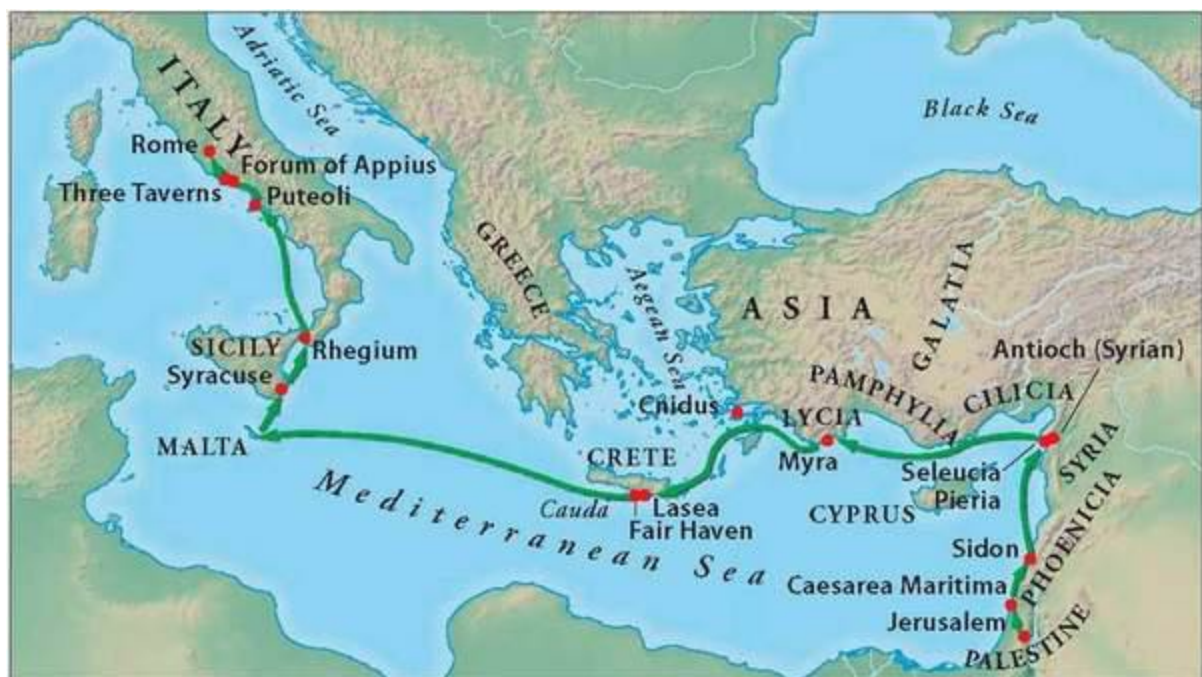 ITALY
Adriatic Sea
Black Sea
Rome
Forum of Appius
Three Taverns
Puteoli
GREECE
Aegean Sea
ASIA
GALATIA
SICILY
Rhegium
Syracuse
Antioch (Syrian)
PAMPHYLIA
CILICIA
Cnidus
LYCIA
MALTA
CRETE
Myra
Seleucia
Pieria
SYRIA
Mediterranean Sea
Cauda
Lasea
Fair Haven
CYPRUS
PHOENICIA
Sidon
Caesarea Maritima
Jerusalem
PALESTINE